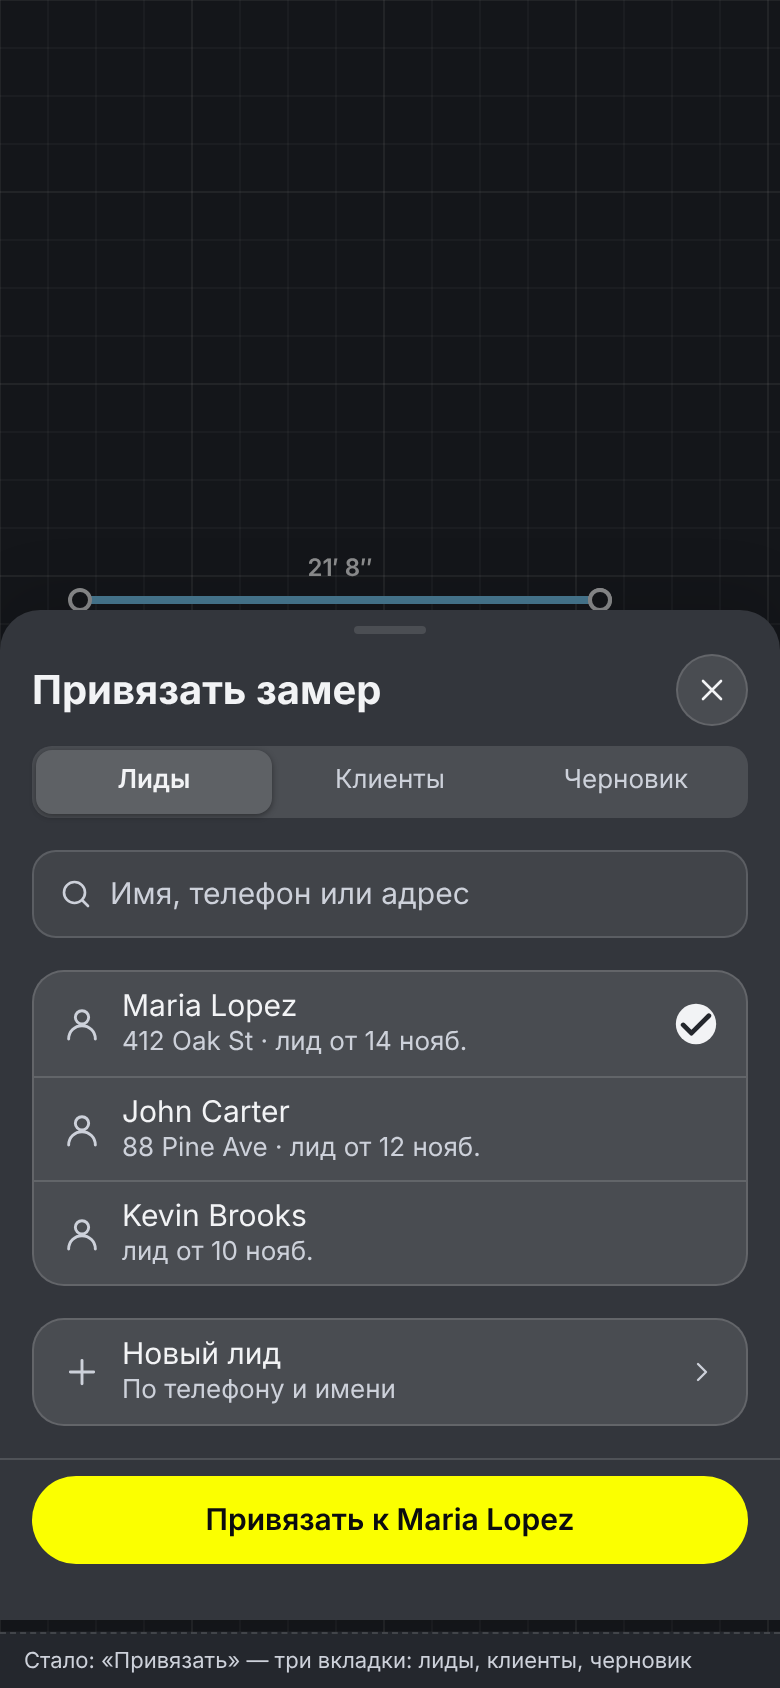 21′ 8″
Привязать замер
Лиды
Клиенты
Черновик
Имя, телефон или адрес
Maria Lopez
412 Oak St · лид от 14 нояб.
John Carter
88 Pine Ave · лид от 12 нояб.
Kevin Brooks
лид от 10 нояб.
Новый лид
По телефону и имени
Привязать к Maria Lopez
Стало: «Привязать» — три вкладки: лиды, клиенты, черновик